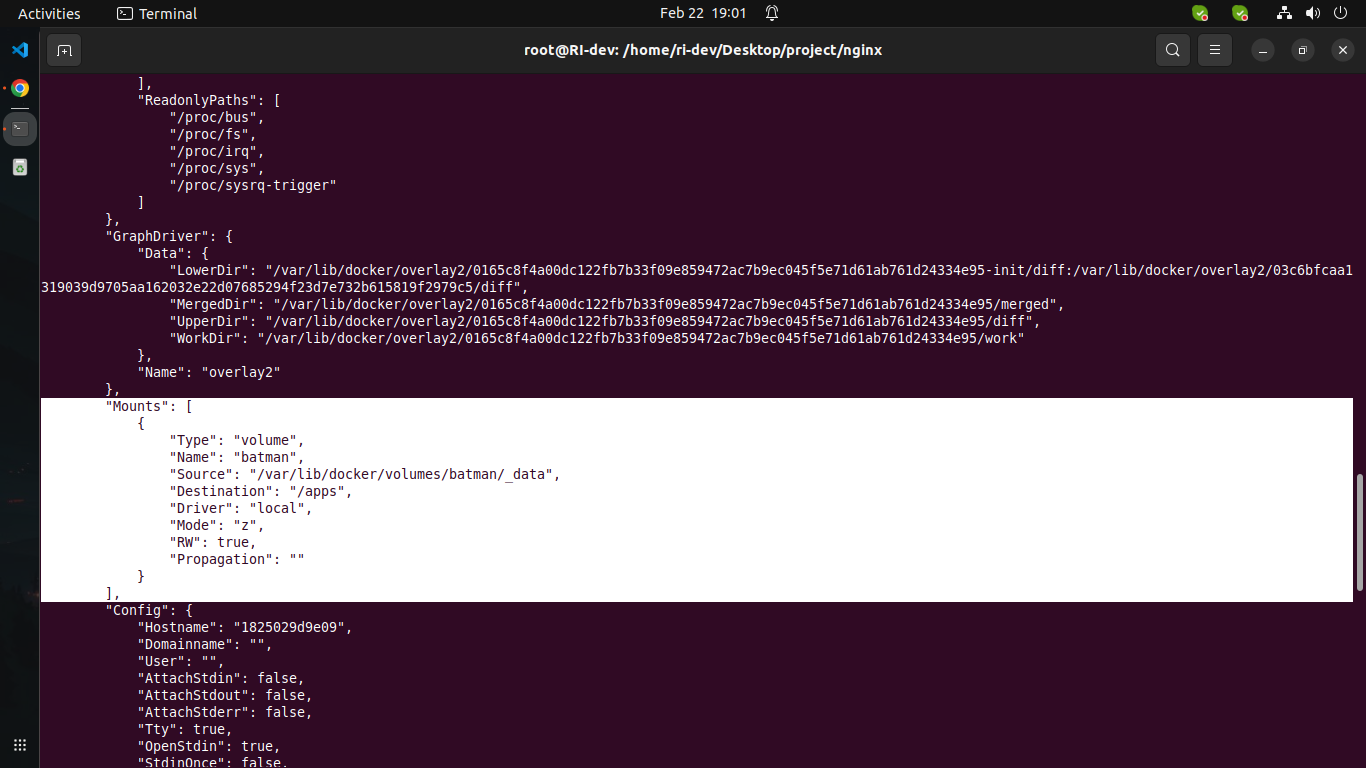 Activities
Terminal
Feb 22 19:01
root@RI-dev: /home/ri-dev/Desktop/project/nginx
],
"ReadonlyPaths": [
"/proc/bus",
"/proc/fs",
"/proc/irq",
"/proc/sys",
"/proc/sysrq-trigger"
]
},
"GraphDriver": {
"Data": {
"LowerDir": "/var/lib/docker/overlay2/0165c8f4a00dc122fb7b33f09e859472ac7b9ec045f5e71d61ab761d24334e95-init/diff:/var/lib/docker/overlay2/03c6bfcaa1
319039d9705aa162032e22d07685294f23d7e732b615819f2979c5/diff",
"MergedDir": "/var/lib/docker/overlay2/0165c8f4a00dc122fb7b33f09e859472ac7b9ec045f5e71d61ab761d24334e95/merged",
"UpperDir": "/var/lib/docker/overlay2/0165c8f4a00dc122fb7b33f09e859472ac7b9ec045f5e71d61ab761d24334e95/diff",
"WorkDir": "/var/lib/docker/overlay2/0165c8f4a00dc122fb7b33f09e859472ac7b9ec045f5e71d61ab761d24334e95/work"
},
"Name": "overlay2"
},
"Mounts": [
{
"Type": "volume",
"Name": "batman",
"Source": "/var/lib/docker/volumes/batman/_data",
"Destination": "/apps",
"Driver": "local",
"Mode": "z",
"RW": true,
"Propagation": ""
}
],
"Config": {
"Hostname": "1825029d9e09",
"Domainname": "",
"User": "",
"AttachStdin": false,
"AttachStdout": false,
"AttachStderr": false,
"Tty": true,
"OpenStdin": true,
"StdinOnce": false,